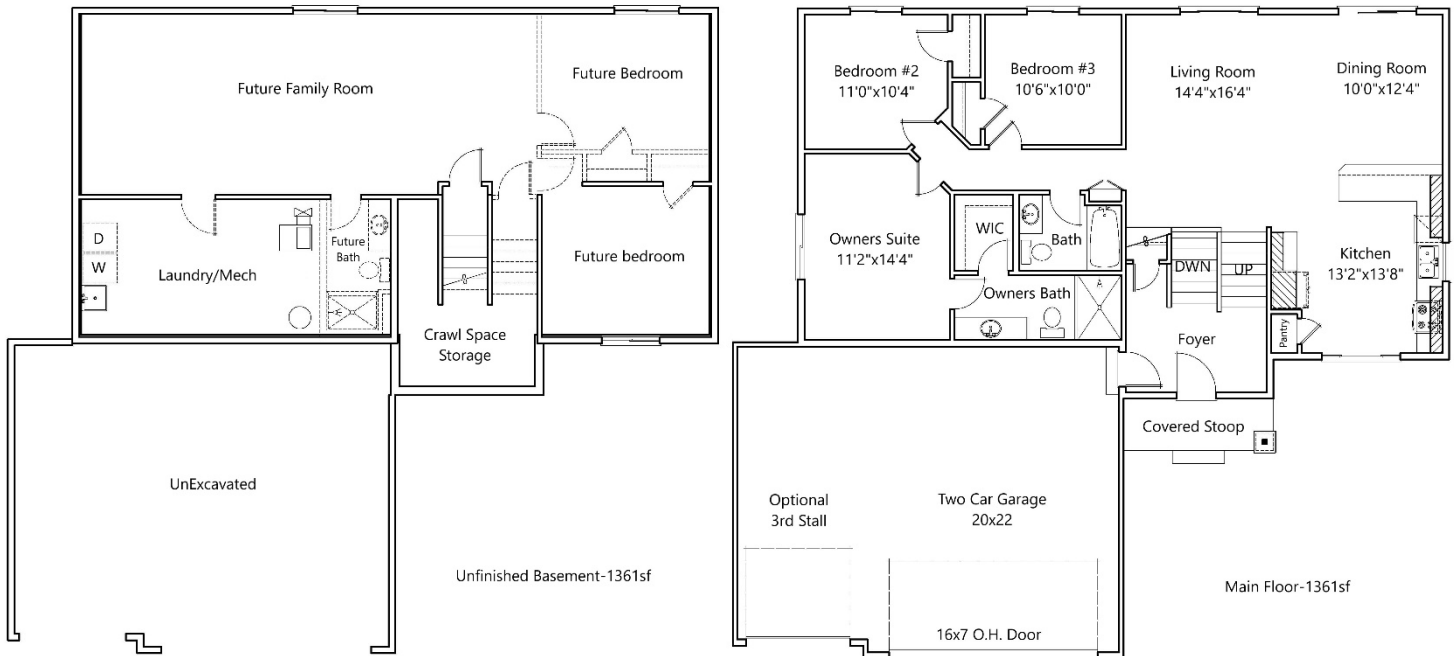 Future Family Room
Future Bedroom
D
W
Laundry/Mech
Future
Bath
Future bedroom
Crawl Space
Storage
UnExcavated
Unfinished Basement-1361sf
Bedroom #2
11'0"x10'4"
Bedroom #3
10'6"x10'0"
Living Room
14'4"x16'4"
Dining Room
10'0"x12'4"
Owners Suite
11'2"x14'4"
WIC
Bath
Owners Bath
A
DWN
UP
Kitchen
13'2"x13'8"
Pantry
Foyer
Covered Stoop
Optional
3rd Stall
Two Car Garage
20x22
16x7 O.H. Door
Main Floor-1361sf